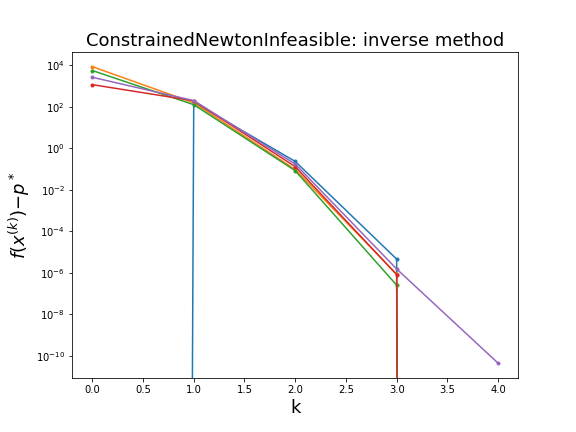 ConstrainedNewtonInfeasible: inverse method
f(x^(k))−p*
10^4
10^2
10^0
10^−2
10^−4
10^−6
10^−8
10^−10
0.0 0.5 1.0 1.5 2.0 2.5 3.0 3.5 4.0
k